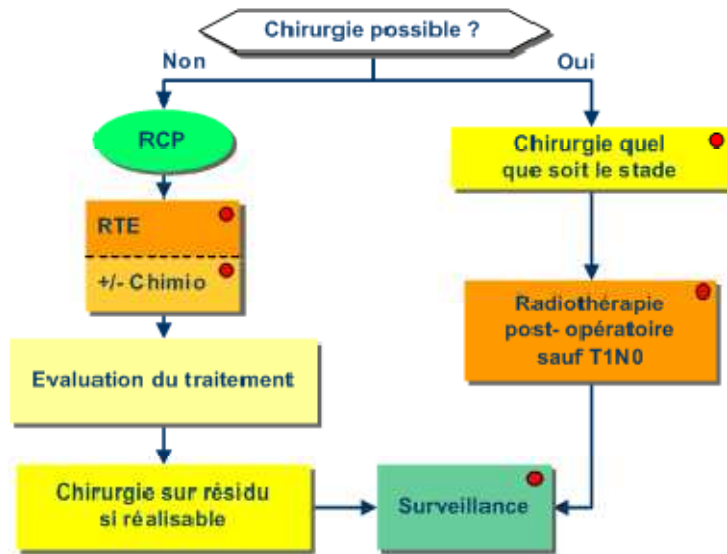 Chirurgie possible ?
Non
Oui
RCP
Chirurgie quel
que soit le stade
RTE
+/- Chimio
Radiothérapie
post- opératoire
sauf T1N0
Evaluation du traitement
Chirurgie sur résidu
si réalisable
Surveillance